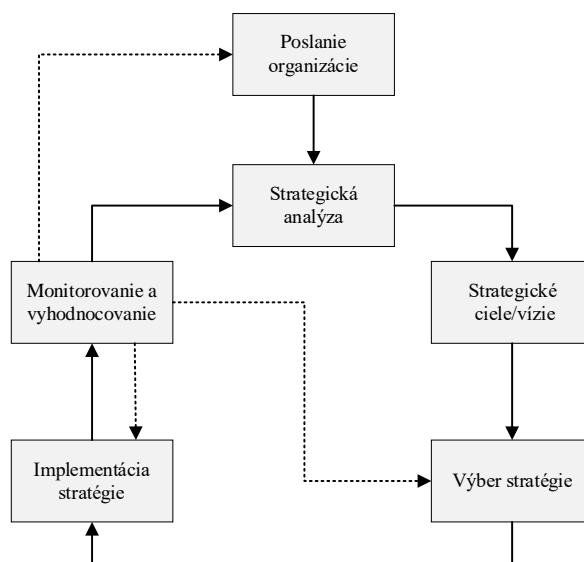 Poslanie
organizácie
Strategická
analýza
Monitorovanie a
vyhodnocovanie
Strategické
ciele/vízie
Implementácia
stratégie
Výber stratégie